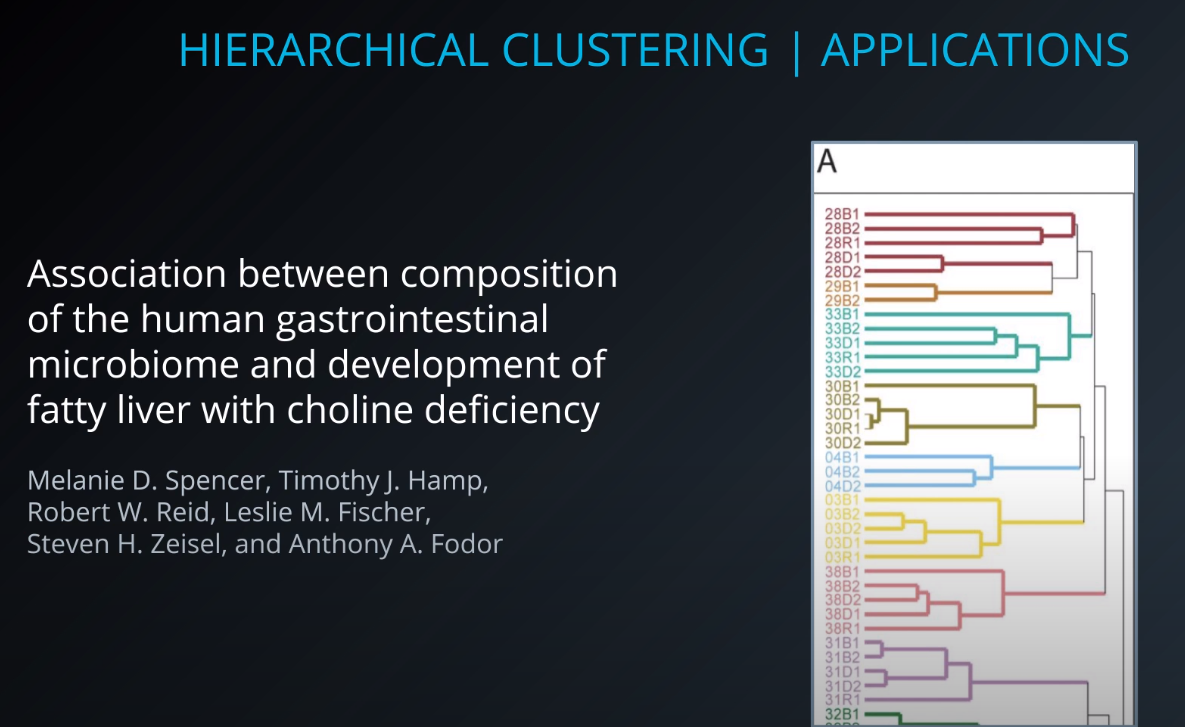 HIERARCHICAL CLUSTERING | APPLICATIONS
A
Association between composition
of the human gastrointestinal
microbiome and development of
fatty liver with choline deficiency
Melanie D. Spencer, Timothy J. Hamp,
Robert W. Reid, Leslie M. Fischer,
Steven H. Zeisel, and Anthony A. Fodor
28B1
28B2
28R1
28D1
28D2
29B1
29B2
33B1
33B2
33D1
33R1
33D2
30B1
30B2
30D1
30R1
30D2
04B1
04B2
04D2
03B1
03B2
03D2
03D1
03R1
38B1
38B2
38D2
38D1
38R1
31B1
31B2
31D1
31D2
31R1
32B1